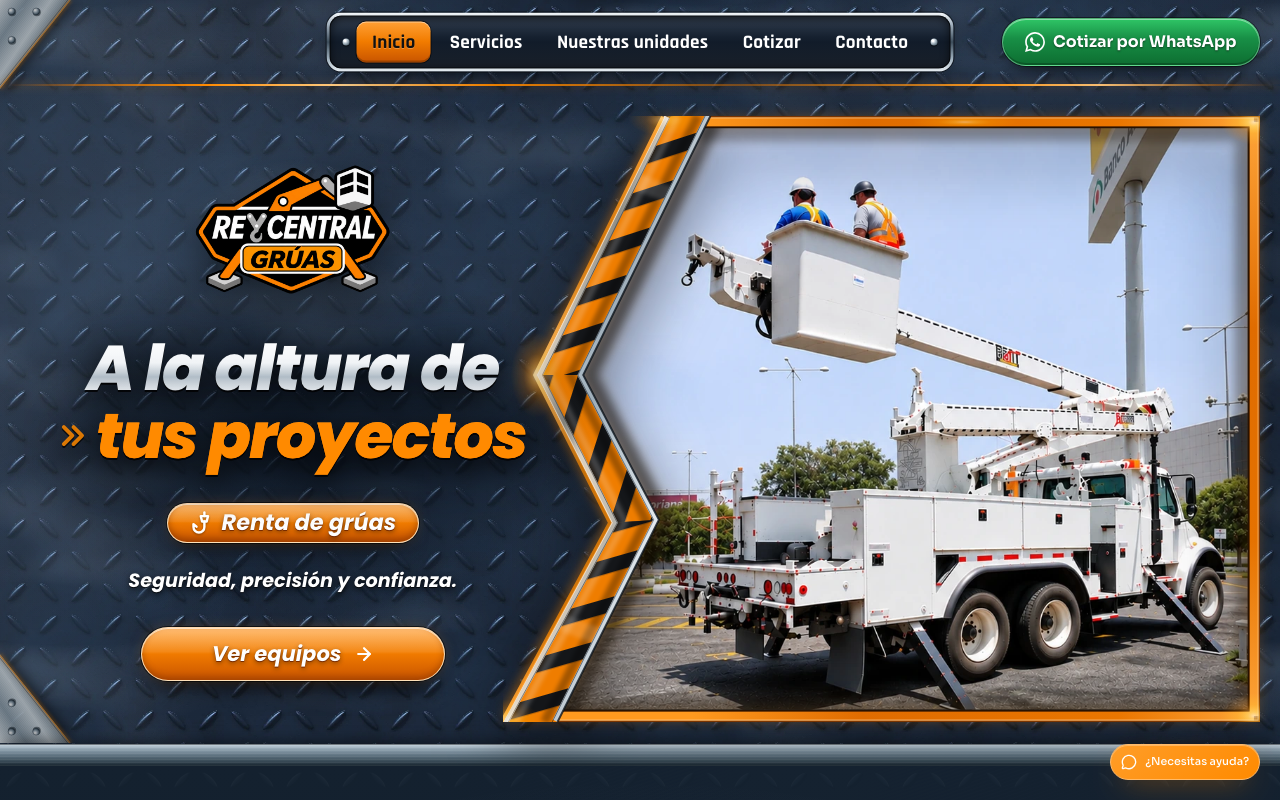 Inicio
Servicios
Nuestras unidades
Cotizar
Contacto
Cotizar por WhatsApp
REY CENTRAL
GRÚAS
A la altura de
tus proyectos
Renta de grúas
Seguridad, precisión y confianza.
Ver equipos
Banco
¿Necesitas ayuda?